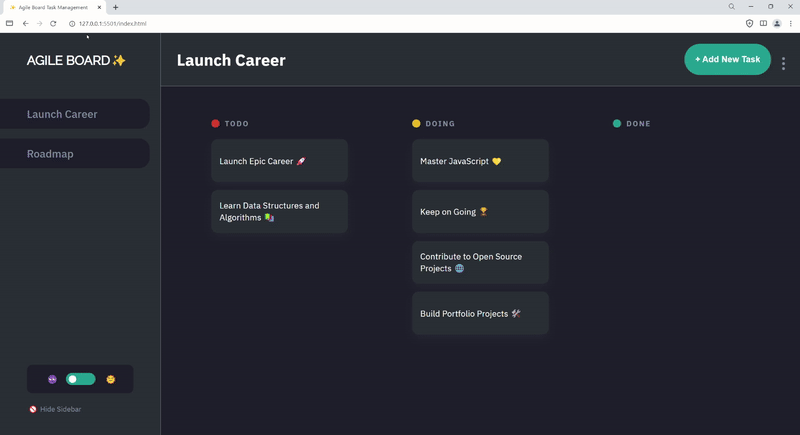 Agile Board Task Management
127.0.0.1:5501/index.html
AGILE BOARD ✨
Launch Career
+ Add New Task
Launch Career
Roadmap
TODO
Launch Epic Career 🚀
Learn Data Structures and
Algorithms 📚
DOING
Master JavaScript 💛
Keep on Going 🏆
Contribute to Open Source
Projects 🌐
Build Portfolio Projects 🛠️
DONE
Hide Sidebar